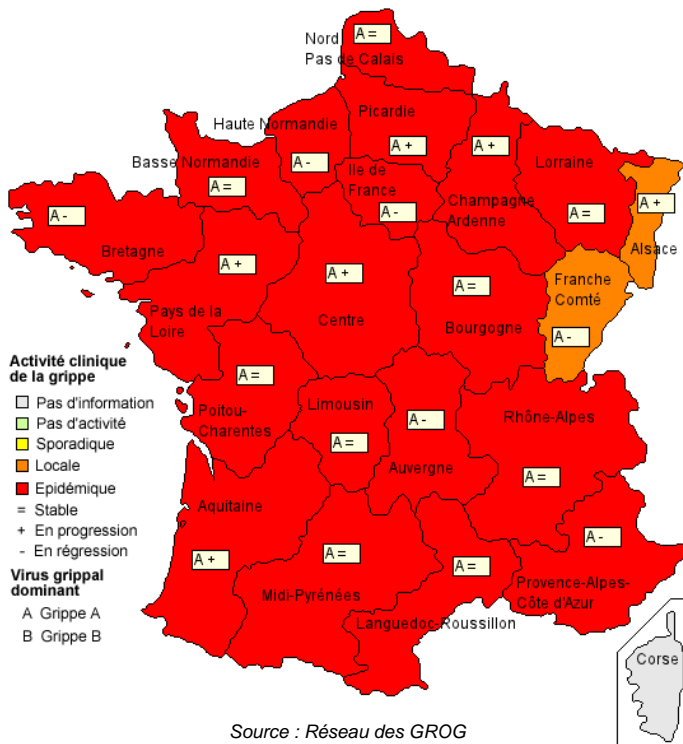 A =
Nord
Pas de Calais
Picardie
Haute Normandie
A +
A +
Lorraine
Basse Normandie
A -
Ile de
France
A =
Champagne
Ardenne
A +
A -
A -
A =
Bretagne
Alsace
A +
A +
A =
Franche
Comté
Pays de la
Loire
Centre
Bourgogne
A -
Activité clinique
de la grippe
Pas d'information
Pas d'activité
Sporadique
Locale
Epidémique
= Stable
+ En progression
- En régression
Virus grippal
dominant
A Grippe A
B Grippe B
A =
Poitou-
Charentes
Limousin
A =
A -
Auvergne
Rhône-Alpes
A =
Aquitaine
A +
A =
Midi-Pyrénées
A =
Languedoc-Roussillon
A -
Provence-Alpes-
Côte d'Azur
Corse
Source : Réseau des GROG